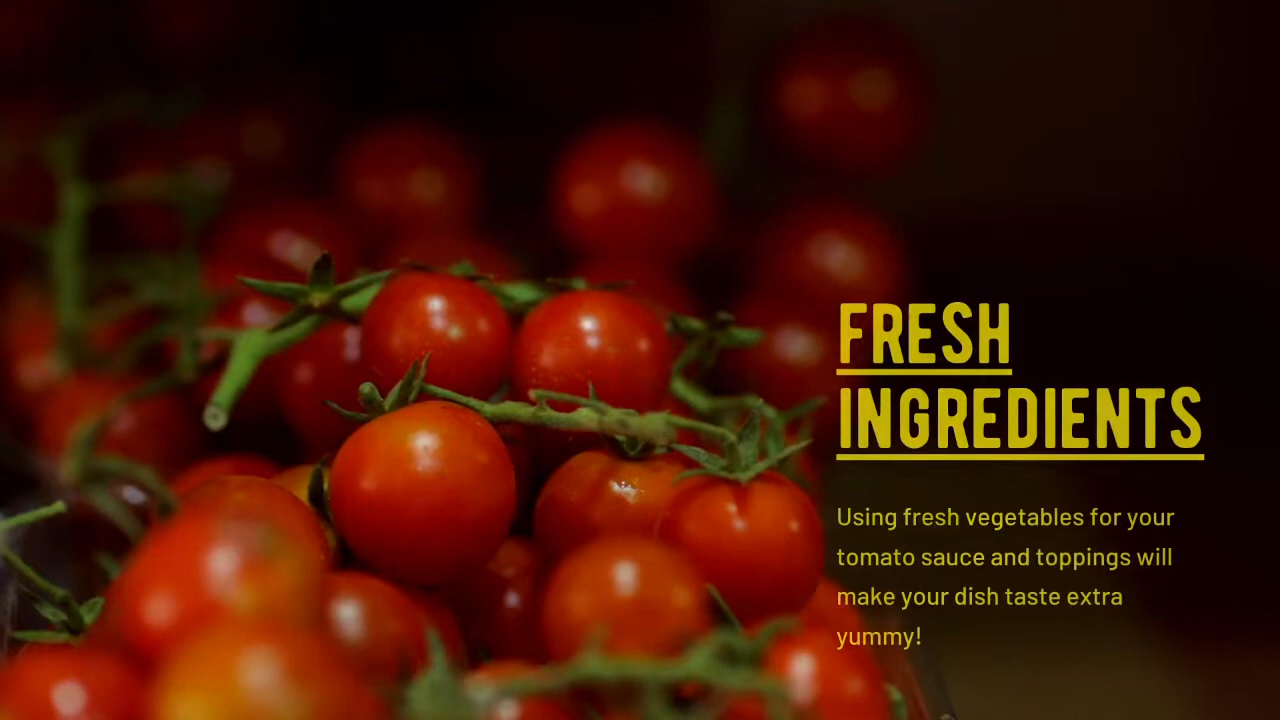 FRESH
INGREDIENTS
Using fresh vegetables for your
tomato sauce and toppings will
make your dish taste extra
yummy!